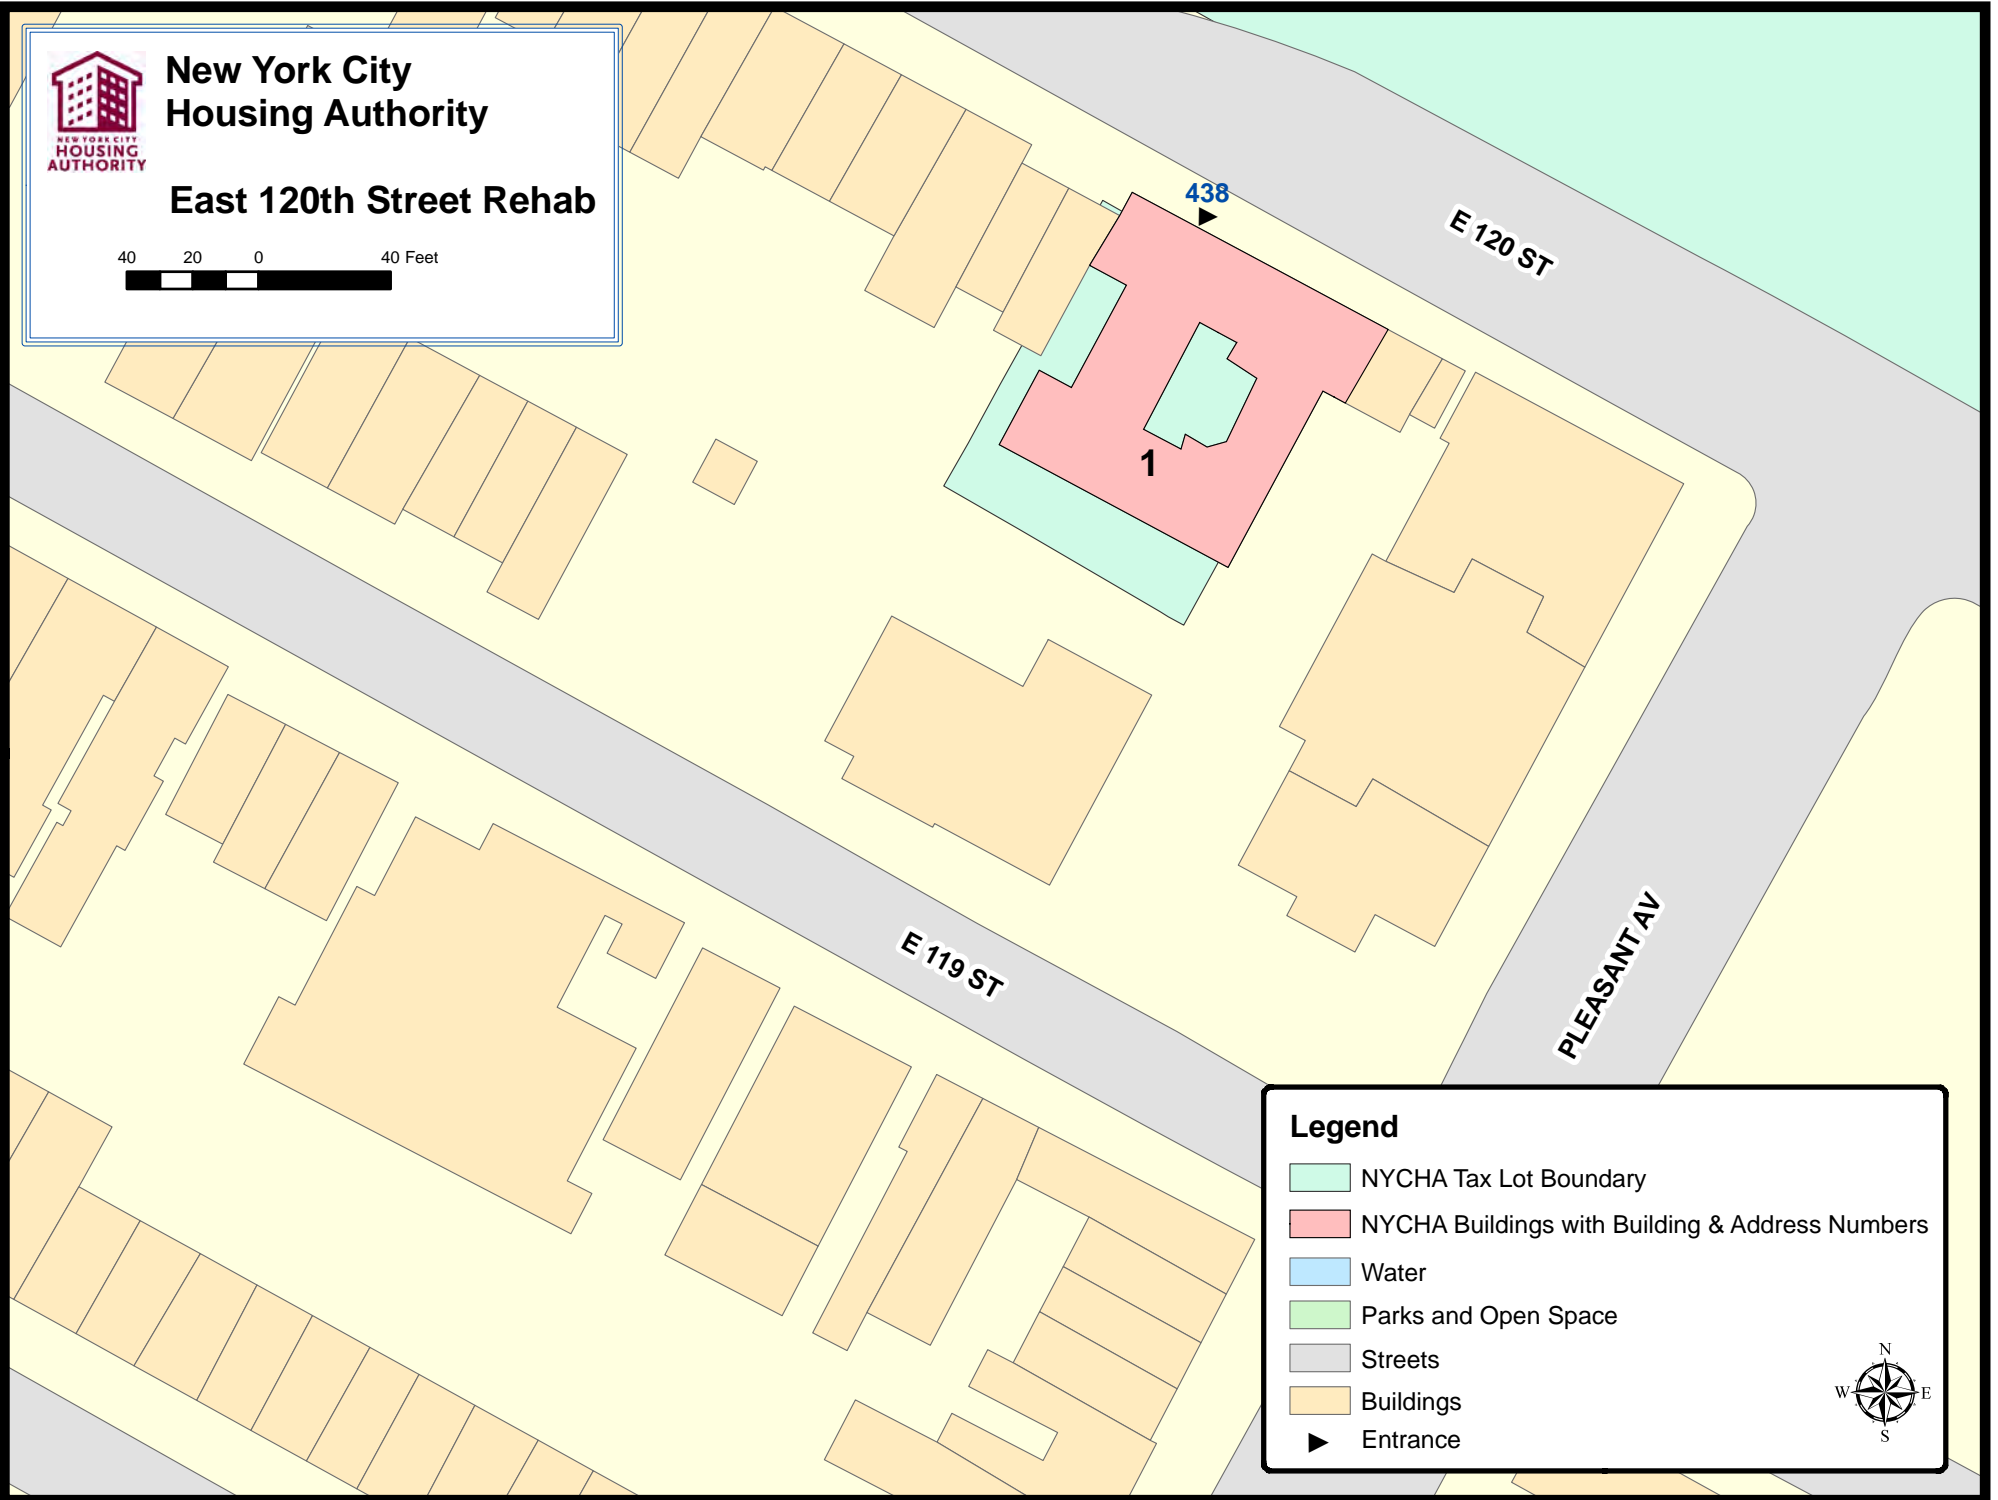 New York City
Housing Authority
NEW YORK CITY
HOUSING
AUTHORITY
East 120th Street Rehab
40 20 0 40 Feet
438
E 120 ST
1
E 119 ST
PLEASANT AV
Legend
NYCHA Tax Lot Boundary
NYCHA Buildings with Building & Address Numbers
Water
Parks and Open Space
Streets
Buildings
Entrance
N
W E
S